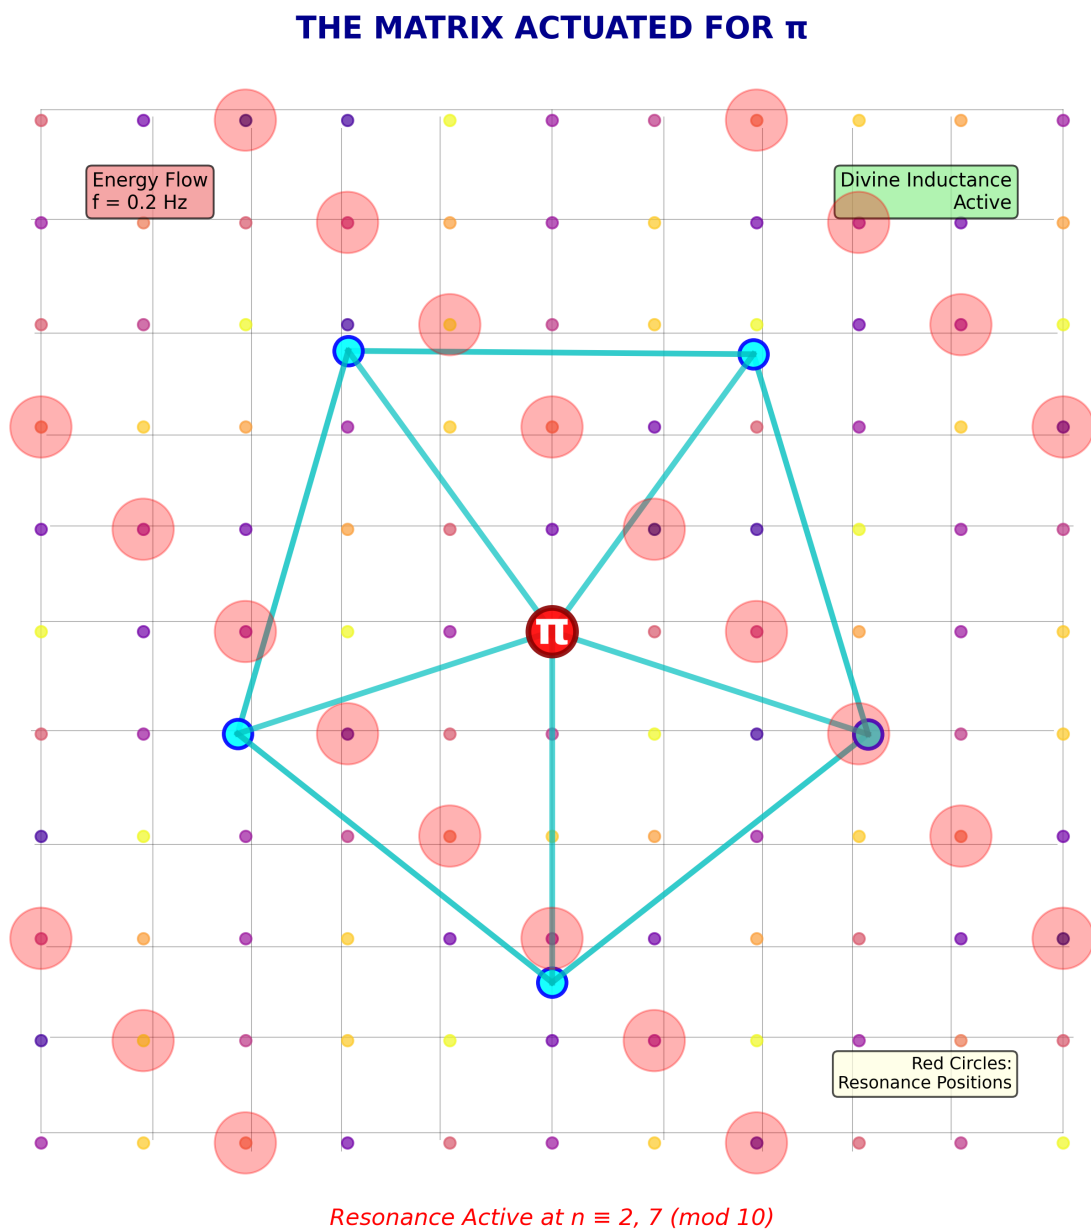 THE MATRIX ACTUATED FOR π
Energy Flow
f = 0.2 Hz
Divine Inductance
Active
π
Red Circles:
Resonance Positions
Resonance Active at n ≡ 2, 7 (mod 10)